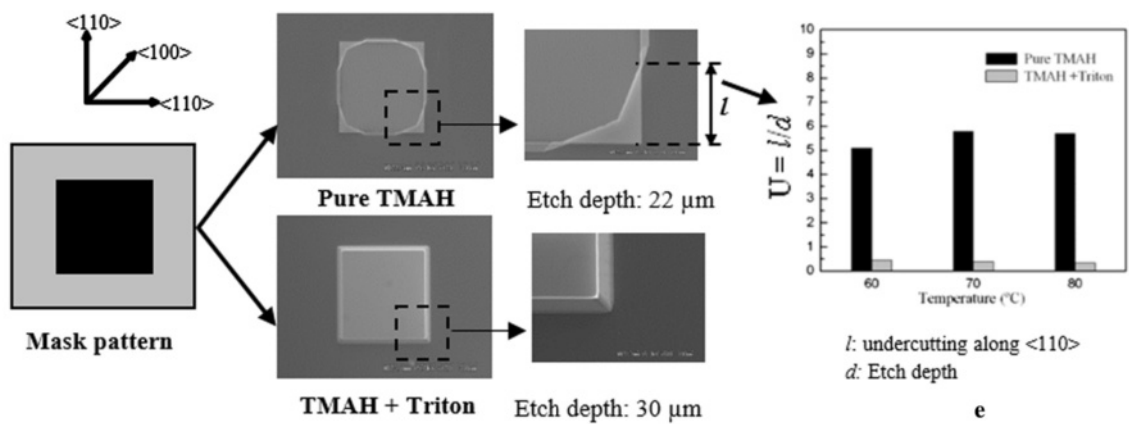 <110>
<100>
<110>
Mask pattern
Pure TMAH
TMAH + Triton
l
Etch depth: 22 µm
Etch depth: 30 µm
U = l/d
10
9
8
7
6
5
4
3
2
1
0
Pure TMAH
TMAH +Triton
60
70
80
Temperature (°C)
l: undercutting along <110>
d: Etch depth
e